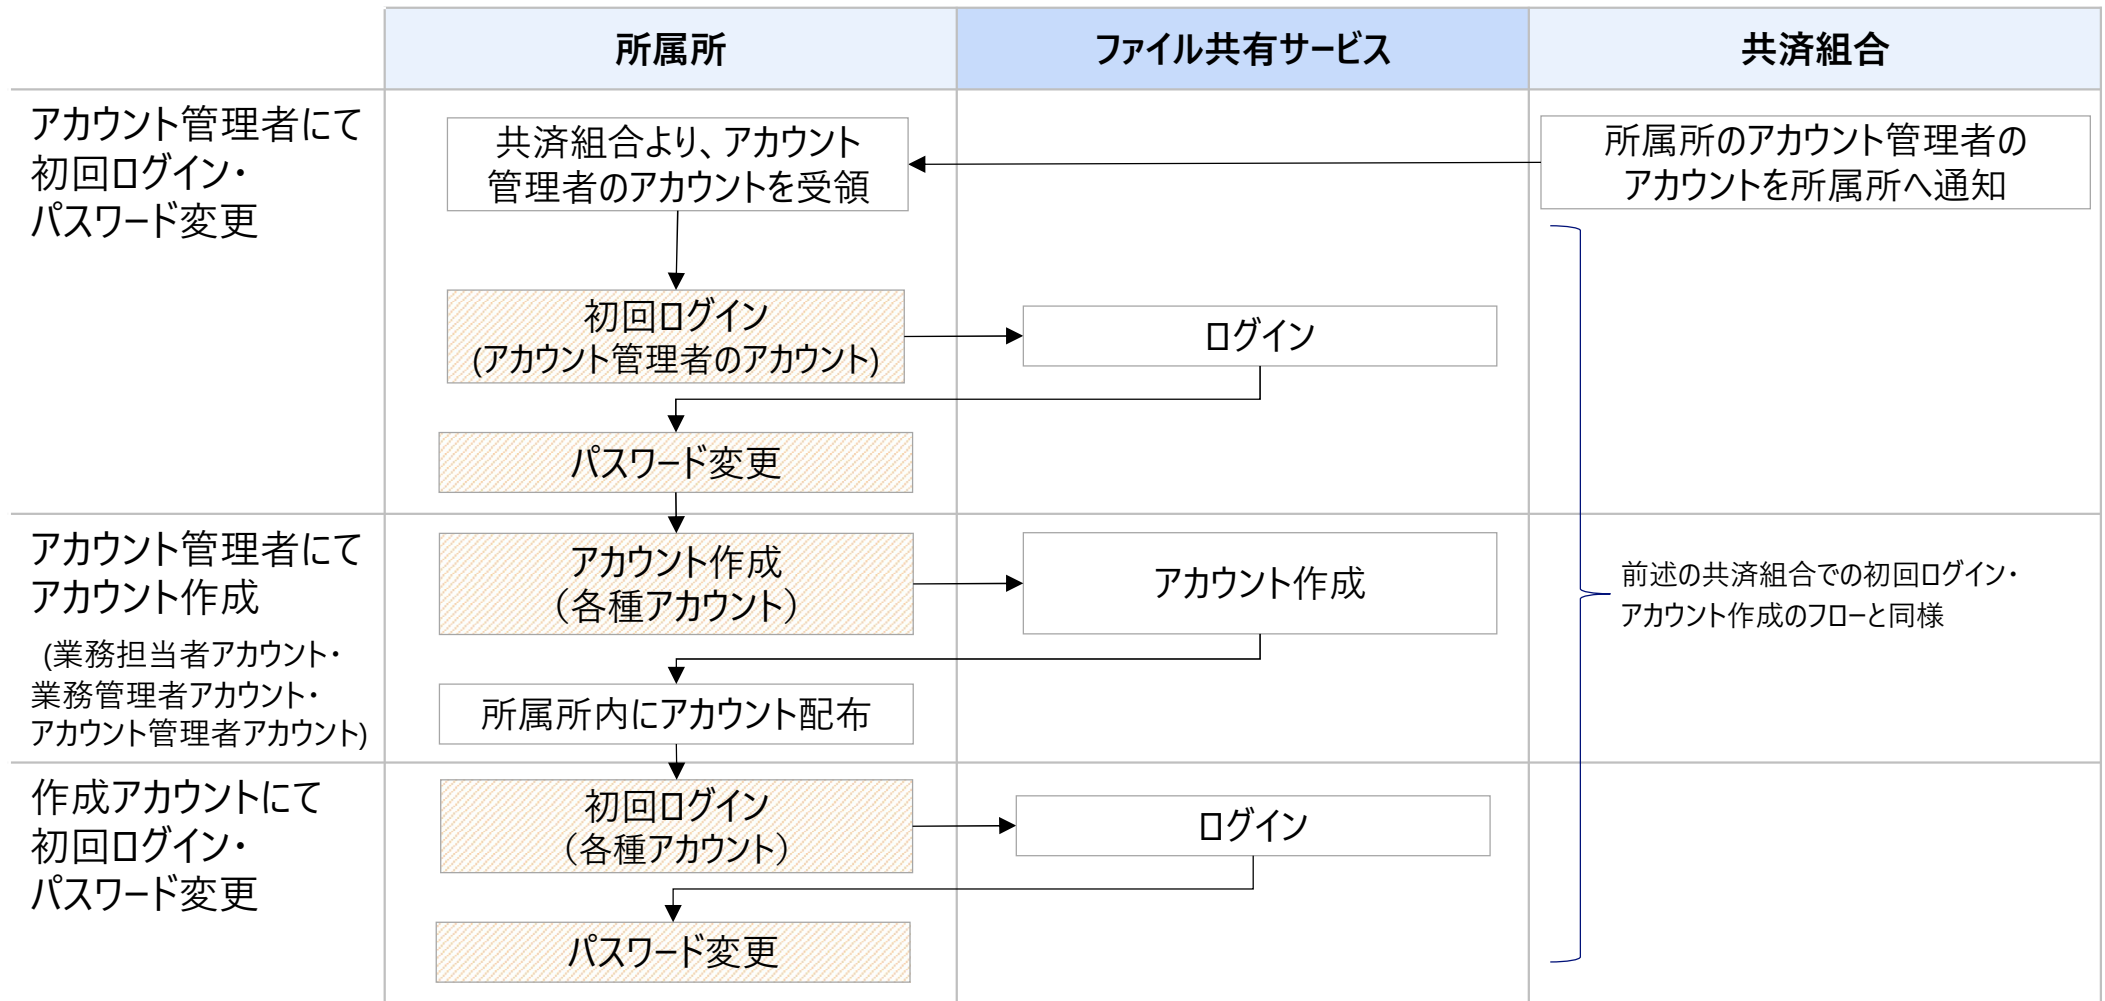 所属所
ファイル共有サービス
共済組合
アカウント管理者にて
初回ログイン・
パスワード変更
共済組合より、アカウント
管理者のアカウントを受領
所属所のアカウント管理者の
アカウントを所属所へ通知
初回ログイン
(アカウント管理者のアカウント)
ログイン
パスワード変更
アカウント管理者にて
アカウント作成
(業務担当者アカウント・
業務管理者アカウント・
アカウント管理者アカウント)
アカウント作成
（各種アカウント）
アカウント作成
所属所内にアカウント配布
前述の共済組合での初回ログイン・
アカウント作成のフローと同様
作成アカウントにて
初回ログイン・
パスワード変更
初回ログイン
（各種アカウント）
ログイン
パスワード変更